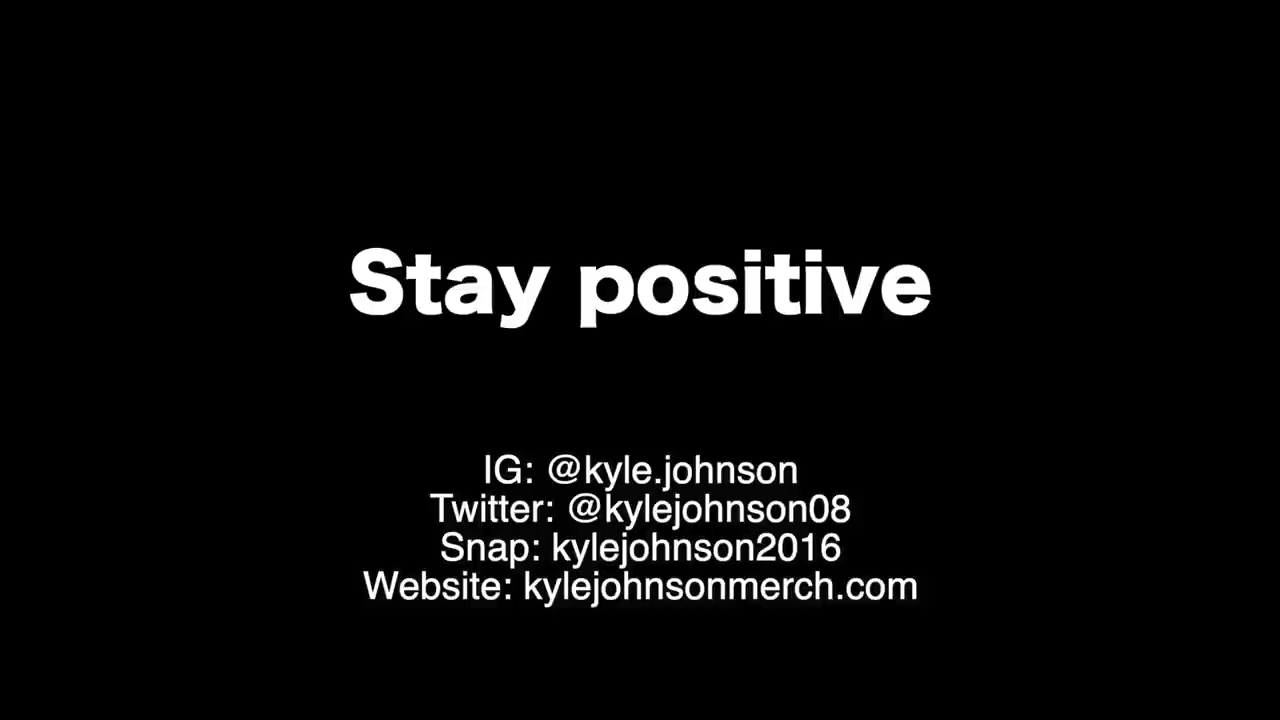 Stay positive
IG: @kyle.johnson
Twitter: @kylejohnson08
Snap: kylejohnson2016
Website: kylejohnsonmerch.com